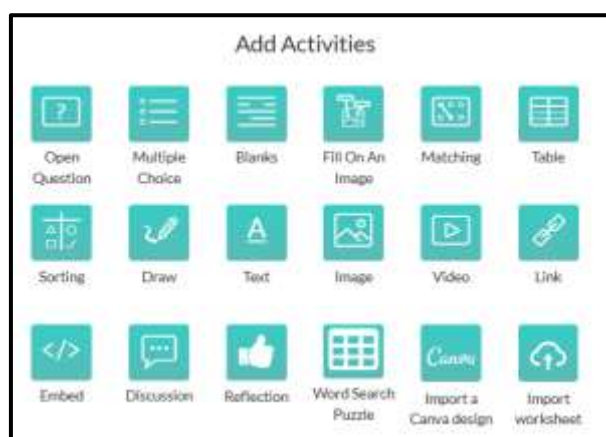 Add Activities
?
Open Question
Multiple Choice
Blanks
Fill On An Image
Matching
Table
Sorting
Draw
A
Text
Image
Video
Link
</>
Embed
Discussion
Reflection
Word Search Puzzle
Canva
Import a Canva design
Import worksheet